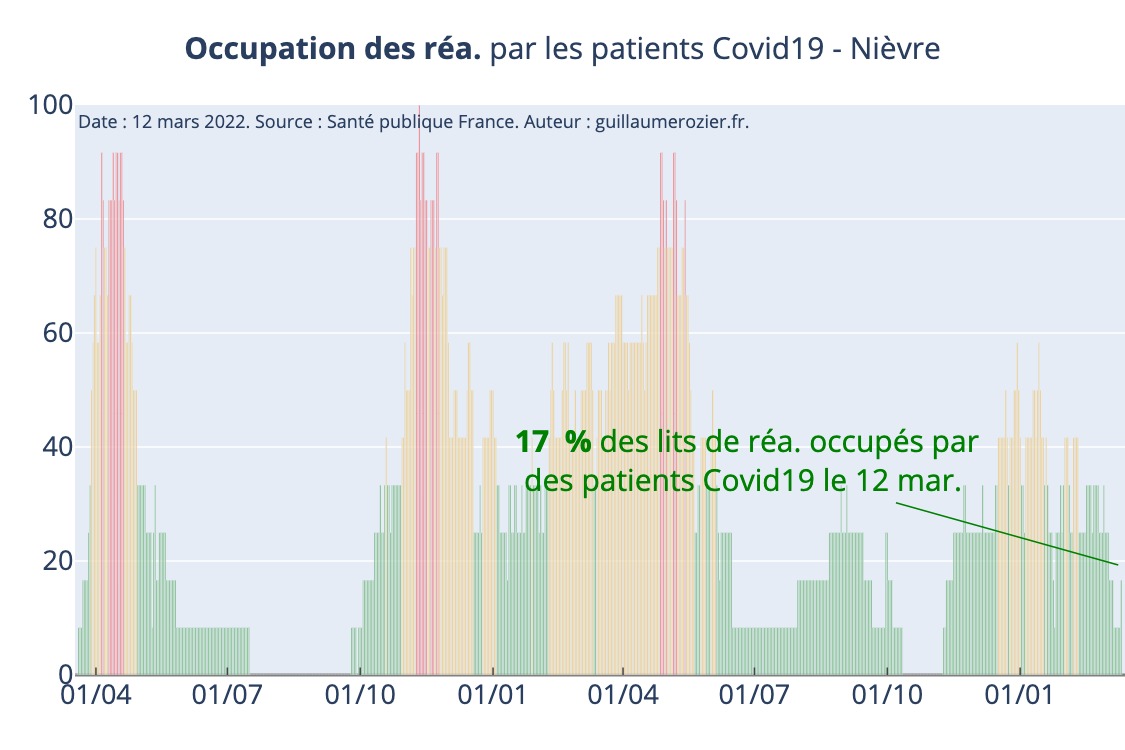 Occupation des réa. par les patients Covid19 - Nièvre
100
Date : 12 mars 2022. Source : Santé publique France. Auteur : guillaumerozier.fr.
80
60
40
17 % des lits de réa. occupés par
des patients Covid19 le 12 mar.
20
0
01/04 01/07 01/10 01/01 01/04 01/07 01/10 01/01